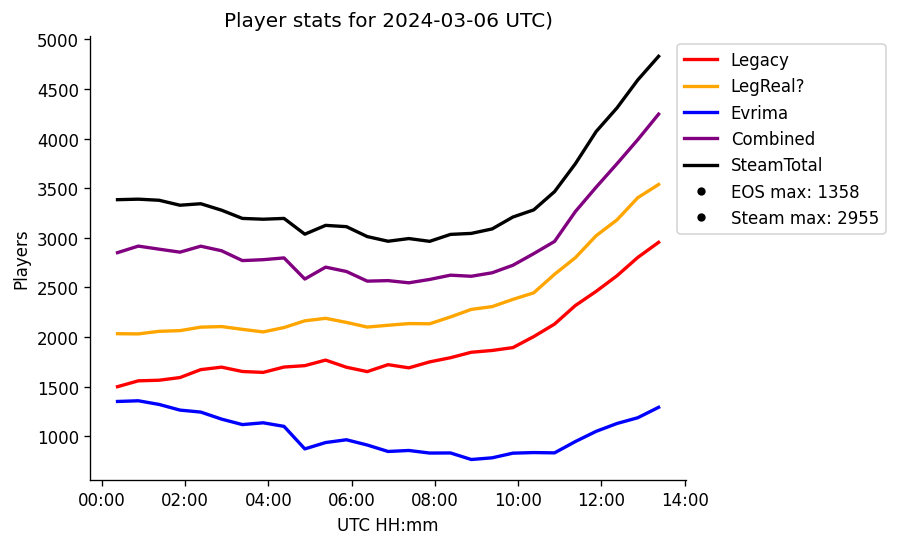 Player stats for 2024-03-06 UTC)
5000
4500
4000
3500
3000
2500
2000
1500
1000
Players
00:00 02:00 04:00 06:00 08:00 10:00 12:00 14:00
UTC HH:mm
Legacy
LegReal?
Evrima
Combined
SteamTotal
EOS max: 1358
Steam max: 2955